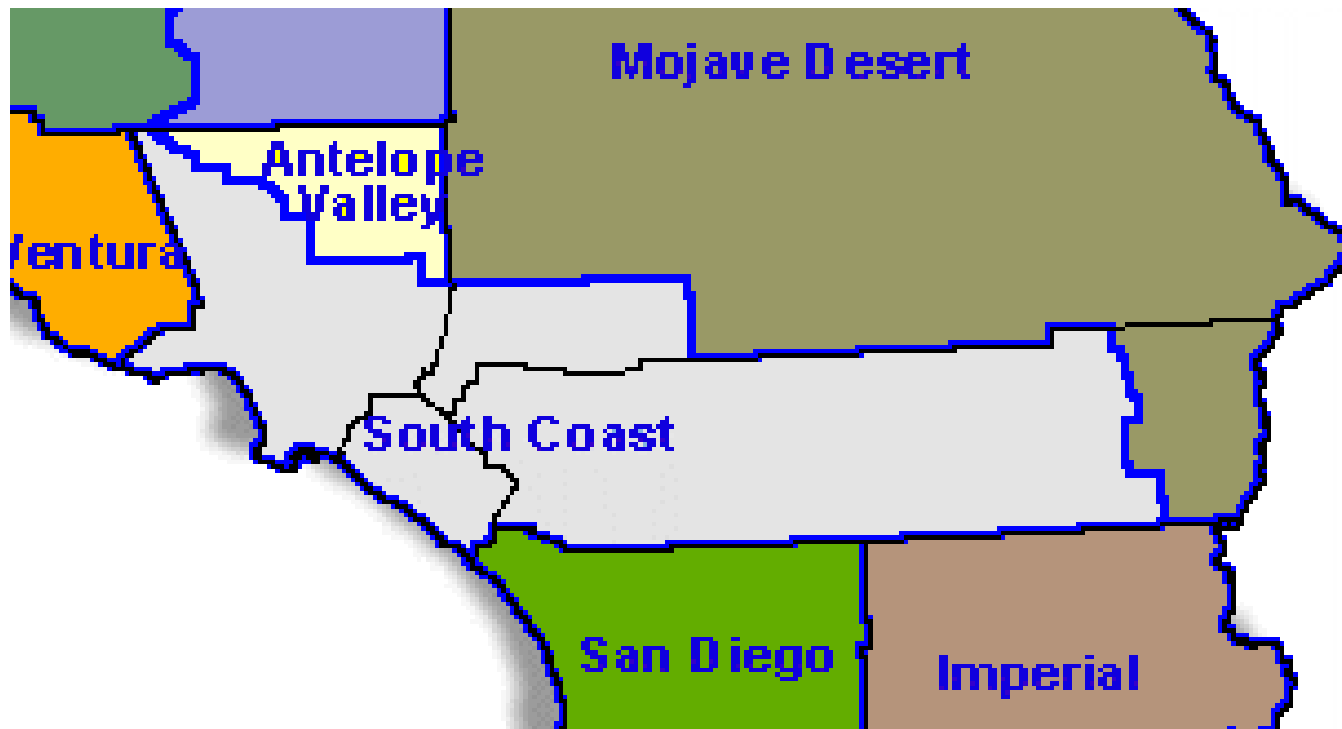 Mojave Desert
Antelope
Valley
Ventura
South Coast
San Diego
Imperial